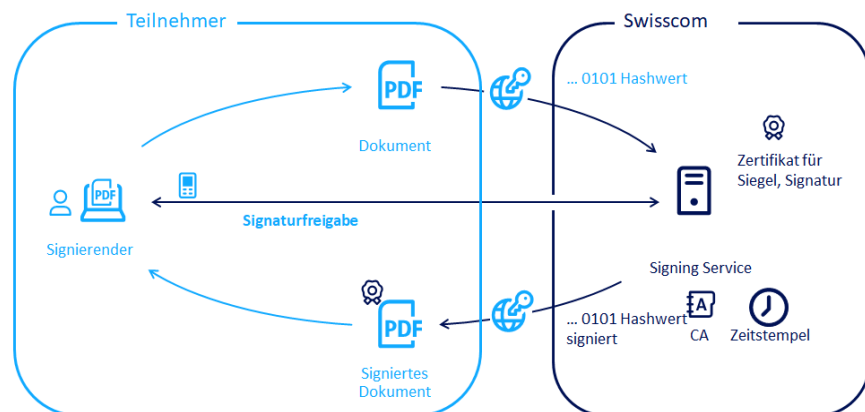 Teilnehmer
Swisscom
PDF
... 0101 Hashwert
Dokument
Zertifikat für
Siegel, Signatur
PDF
Signaturfreigabe
Signierender
Signing Service
PDF
... 0101 Hashwert
signiert
A
CA
Zeitstempel
Signiertes
Dokument